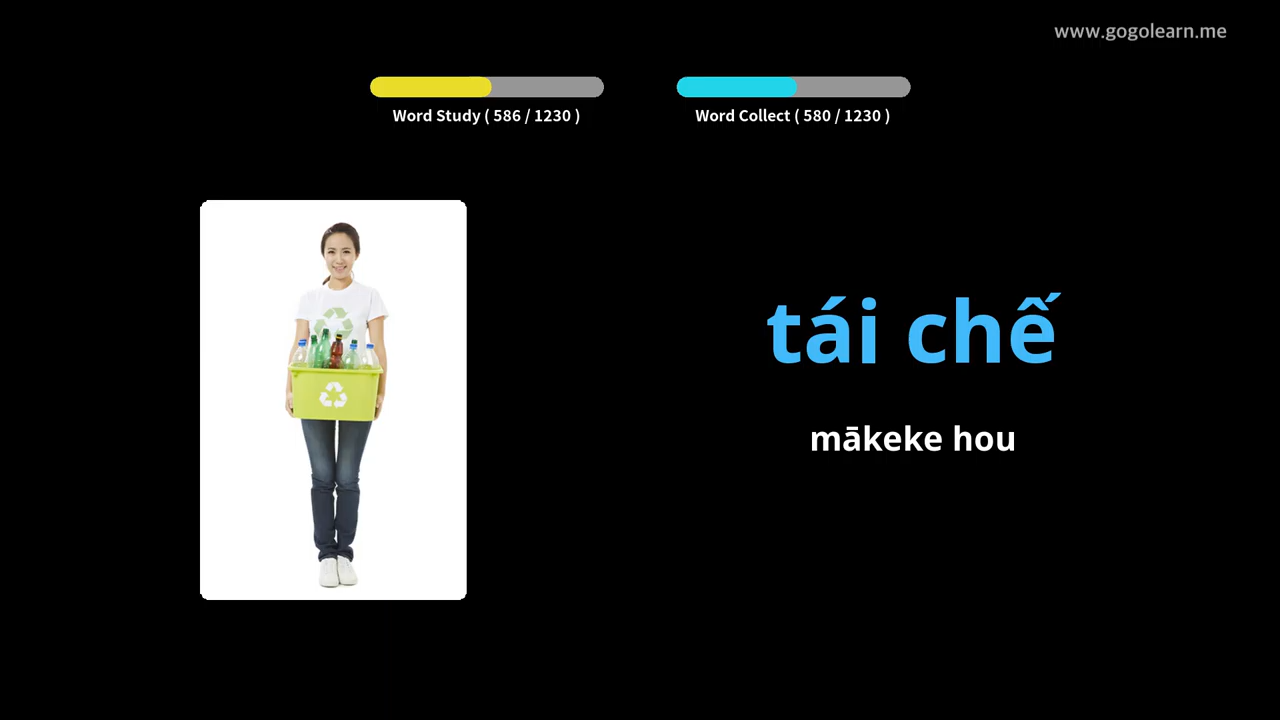 www.gogolearn.me
Word Study ( 586 / 1230 )
Word Collect ( 580 / 1230 )
tái chế
mākeke hou